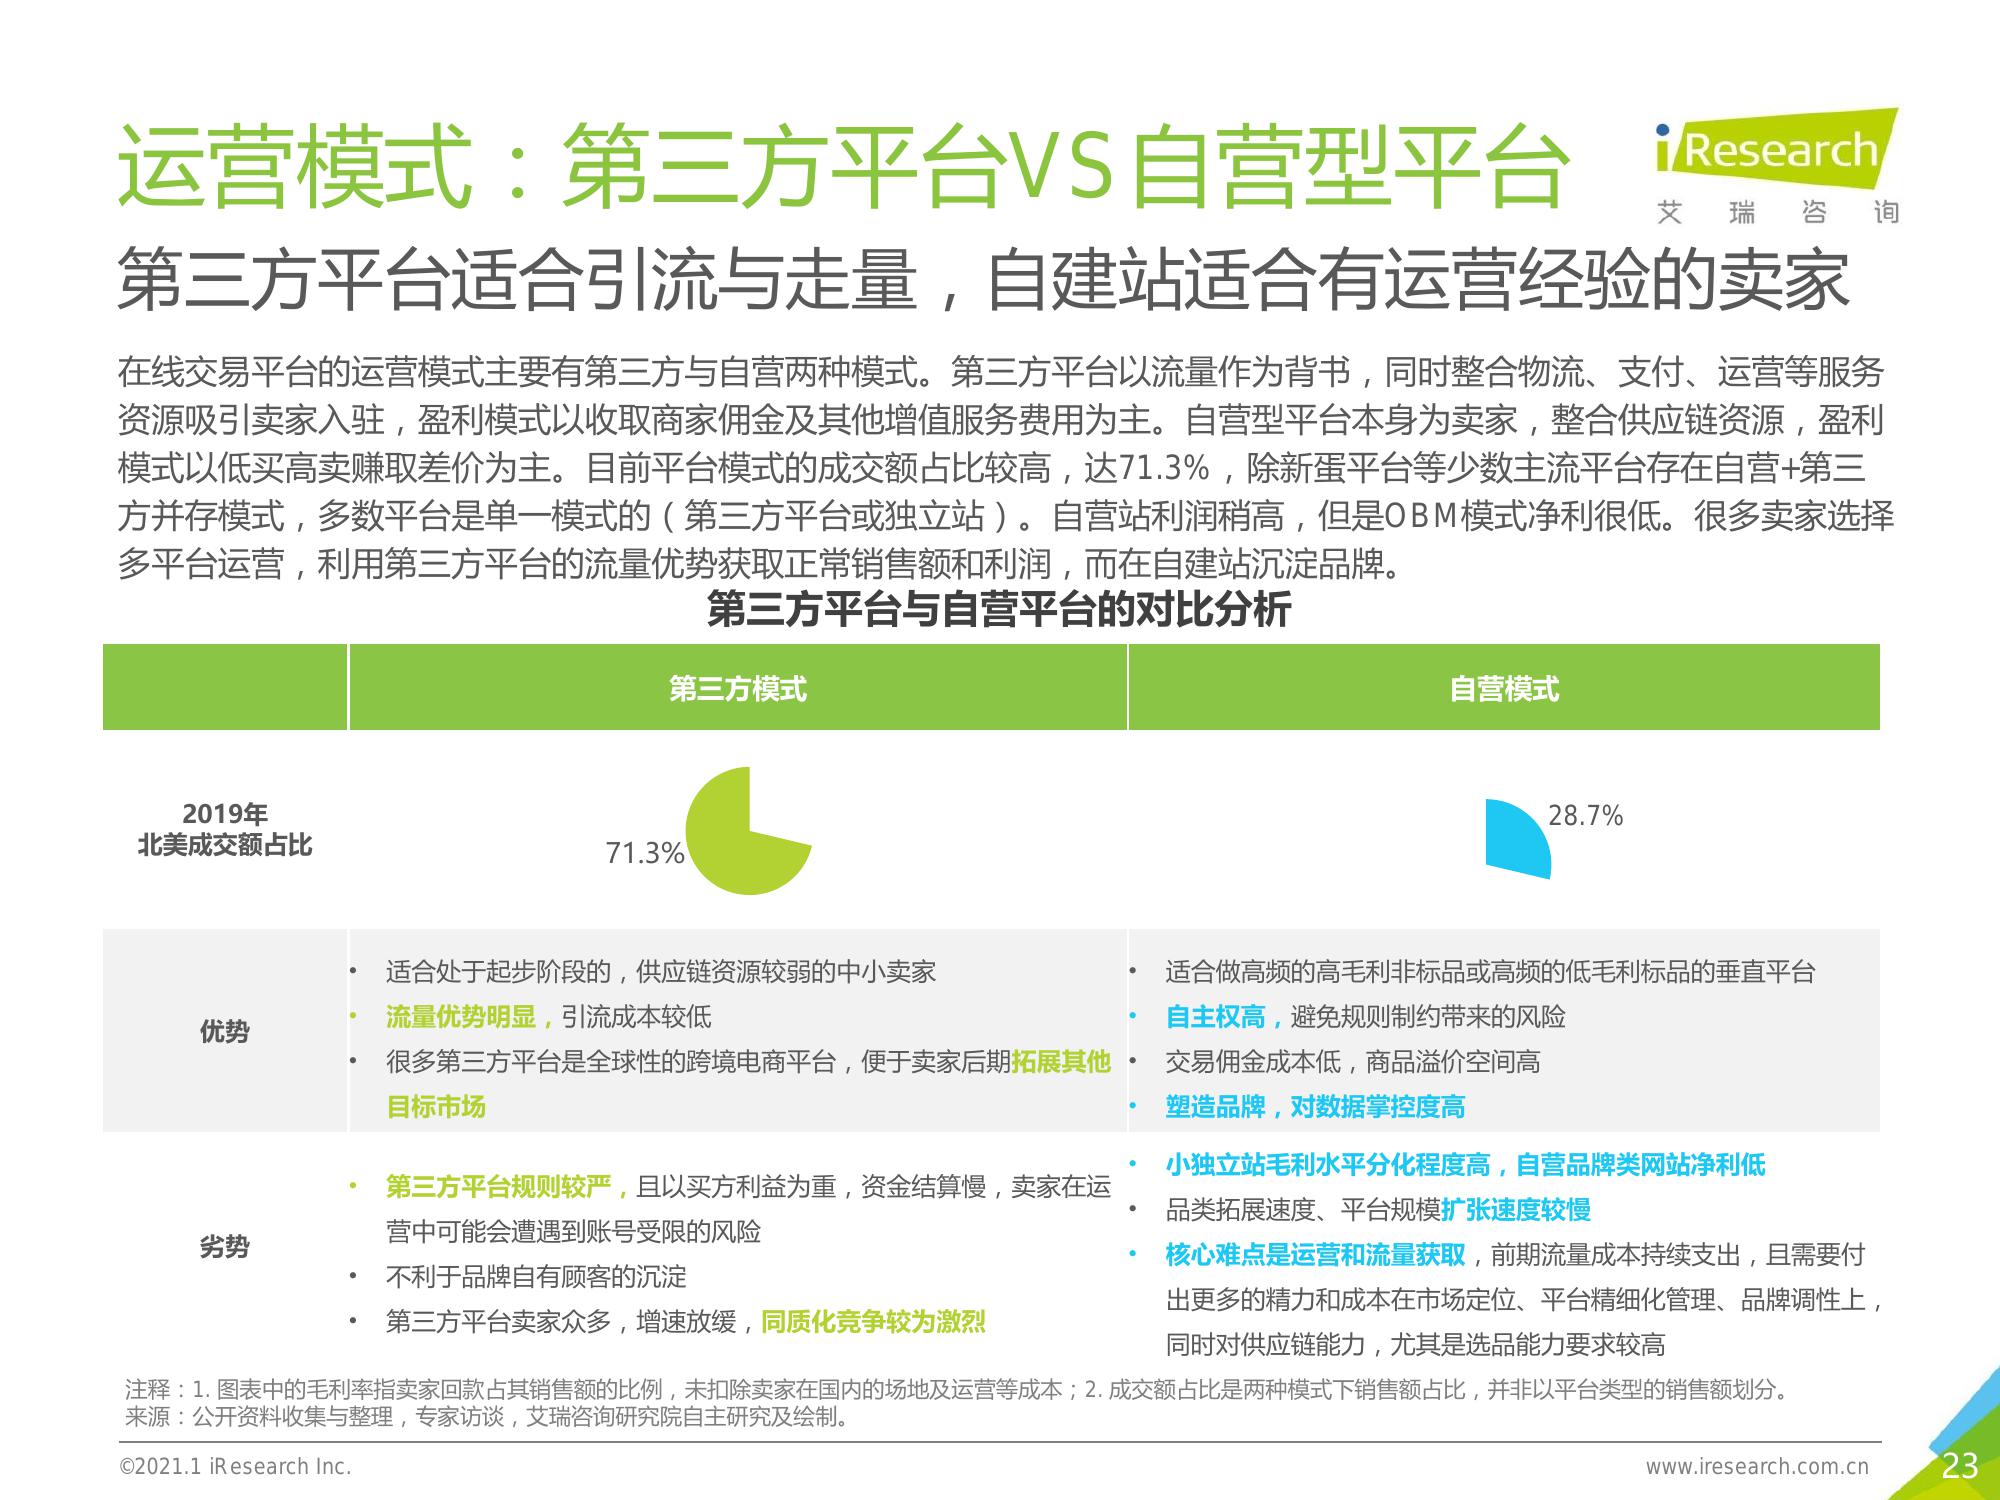 运营模式：第三方平台VS自营型平台
iResearch
艾瑞咨询
第三方平台适合引流与走量，自建站适合有运营经验的卖家
在线交易平台的运营模式主要有第三方与自营两种模式。第三方平台以流量作为背书，同时整合物流、支付、运营等服务
资源吸引卖家入驻，盈利模式以收取商家佣金及其他增值服务费用为主。自营型平台本身为卖家，整合供应链资源，盈利
模式以低买高卖赚取差价为主。目前平台模式的成交额占比较高，达71.3%，除新蛋平台等少数主流平台存在自营+第三
方并存模式，多数平台是单一模式的（第三方平台或独立站）。自营站利润稍高，但是OBM模式净利很低。很多卖家选择
多平台运营，利用第三方平台的流量优势获取正常销售额和利润，而在自建站沉淀品牌。
第三方平台与自营平台的对比分析
第三方模式
自营模式
2019年
北美成交额占比
71.3%
28.7%
优势
• 适合处于起步阶段的，供应链资源较弱的中小卖家
• 流量优势明显，引流成本较低
• 很多第三方平台是全球性的跨境电商平台，便于卖家后期拓展其他
目标市场
• 适合做高频的高毛利非标品或高频的低毛利标品的垂直平台
• 自主权高，避免规则制约带来的风险
• 交易佣金成本低，商品溢价空间高
• 塑造品牌，对数据掌控度高
劣势
• 第三方平台规则较严，且以买方利益为重，资金结算慢，卖家在运
营中可能会遭遇到账号受限的风险
• 不利于品牌自有顾客的沉淀
• 第三方平台卖家众多，增速放缓，同质化竞争较为激烈
• 小独立站毛利水平分化程度高，自营品牌类网站净利低
• 品类拓展速度、平台规模扩张速度较慢
• 核心难点是运营和流量获取，前期流量成本持续支出，且需要付
出更多的精力和成本在市场定位、平台精细化管理、品牌调性上，
同时对供应链能力，尤其是选品能力要求较高
注释：1. 图表中的毛利率指卖家回款占其销售额的比例，未扣除卖家在国内的场地及运营等成本；2. 成交额占比是两种模式下销售额占比，并非以平台类型的销售额划分。
来源：公开资料收集与整理，专家访谈，艾瑞咨询研究院自主研究及绘制。
©2021.1 iResearch Inc.
www.iresearch.com.cn
23